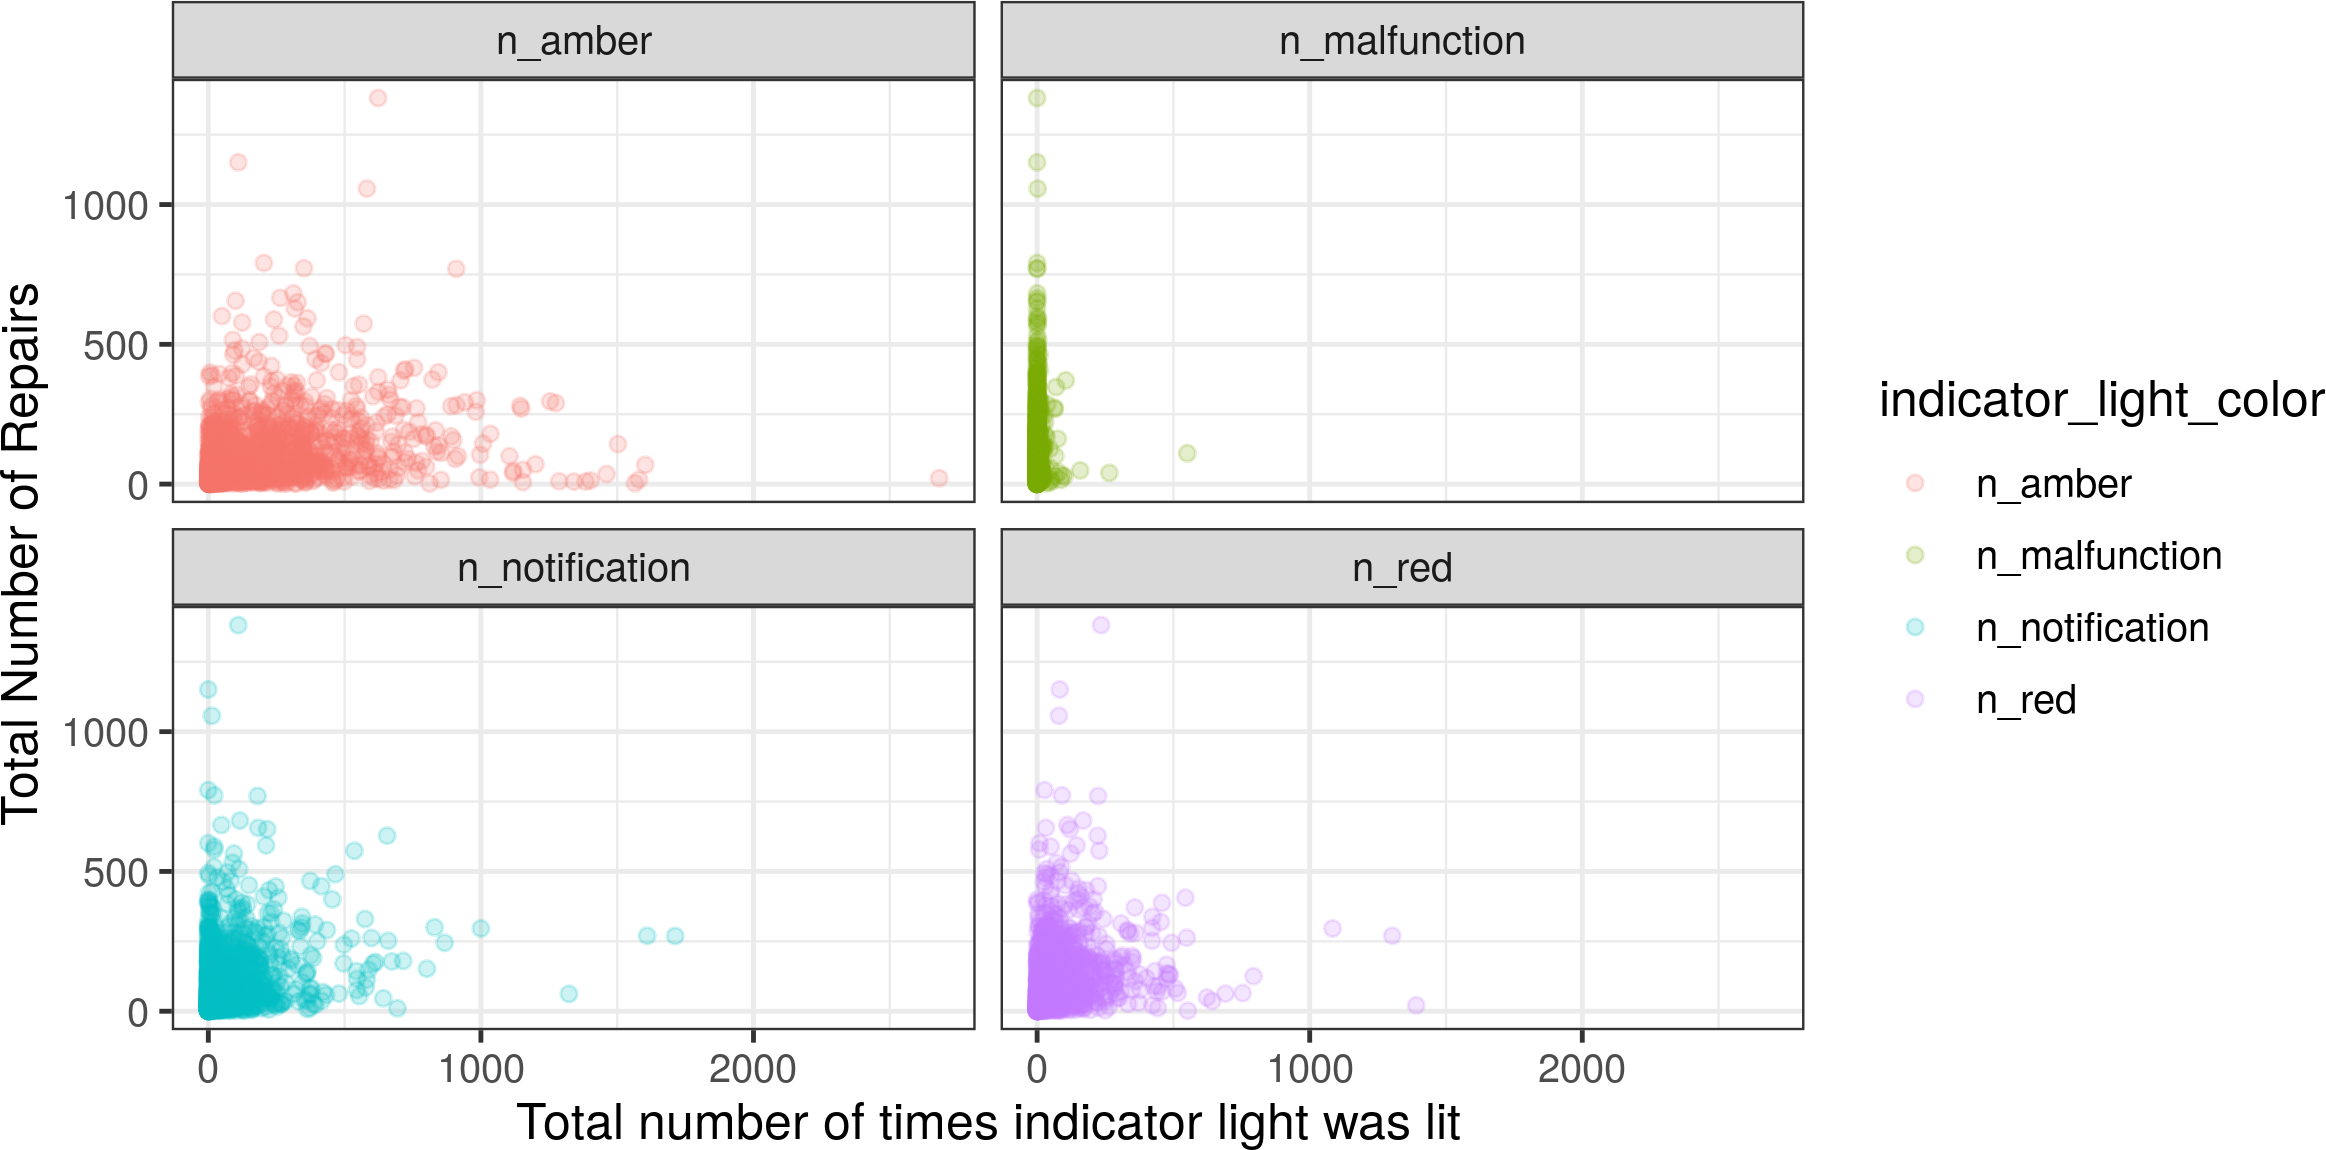 n_amber
n_malfunction
1000
500
0
n_notification
n_red
1000
500
0
0
1000
2000
0
1000
2000
Total number of times indicator light was lit
Total Number of Repairs
indicator_light_color
n_amber
n_malfunction
n_notification
n_red